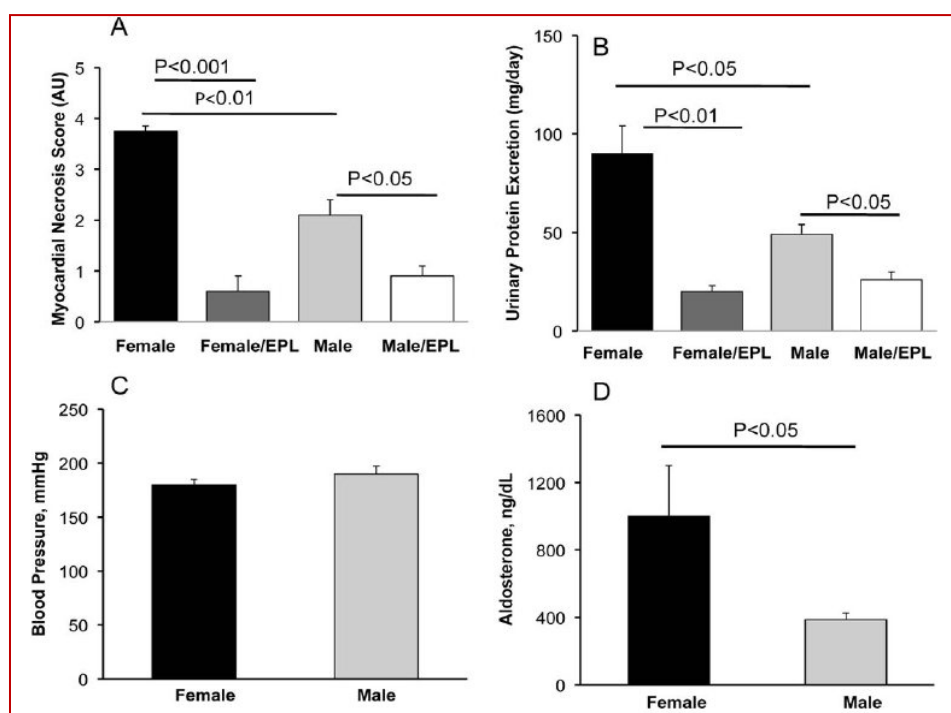 A
Myocardial Necrosis Score (AU)
5
4
3
2
1
0
P<0.001
P<0.01
P<0.05
Female Female/EPL Male Male/EPL
B
Urinary Protein Excretion (mg/day)
150
100
50
0
P<0.05
P<0.01
P<0.05
Female Female/EPL Male Male/EPL
C
Blood Pressure, mmHg
250
200
150
100
50
0
Female Male
D
Aldosterone, ng/dL
1600
1200
800
400
0
P<0.05
Female Male